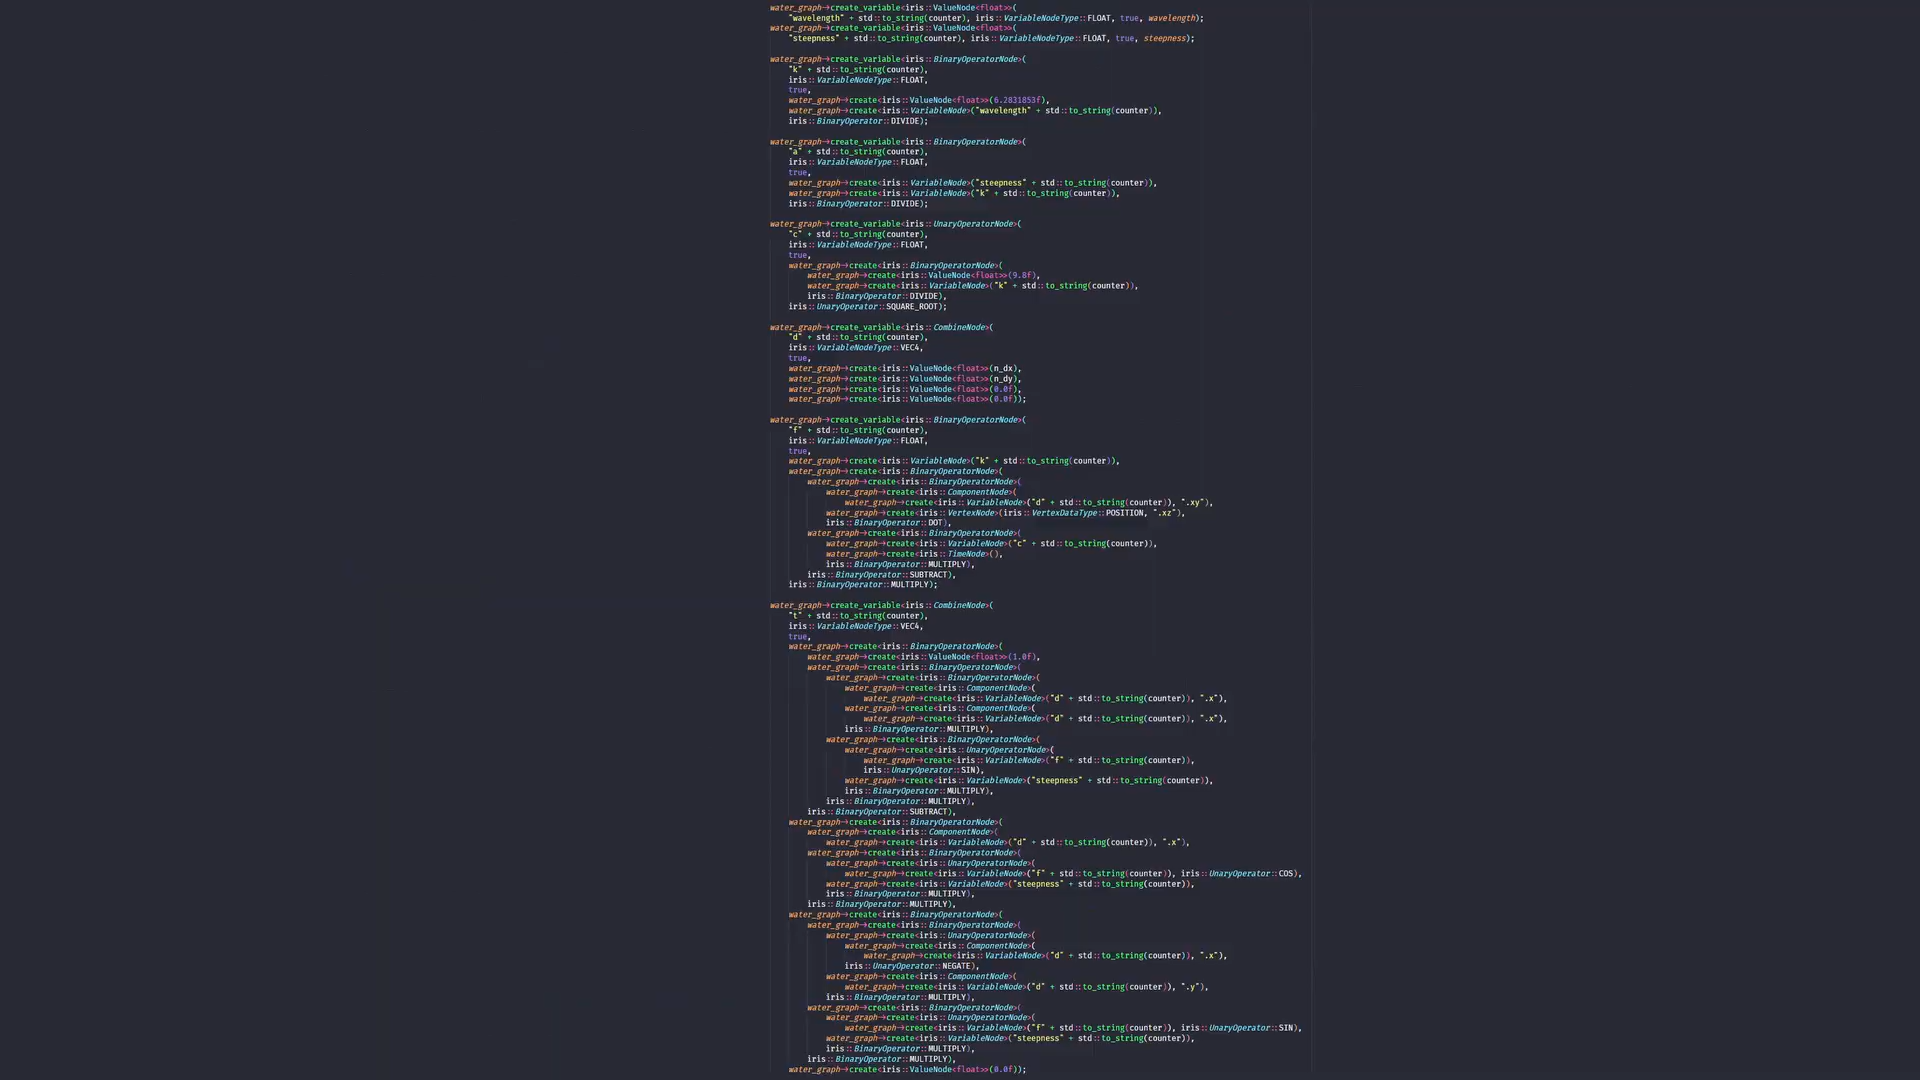 water_graph->create_variable<iris::ValueNode<float>>(
"wavelength" + std::to_string(counter), iris::VariableNodeType::FLOAT, true, wavelength);
water_graph->create_variable<iris::ValueNode<float>>(
"steepness" + std::to_string(counter), iris::VariableNodeType::FLOAT, true, steepness);
water_graph->create_variable<iris::BinaryOperatorNode>(
"k" + std::to_string(counter),
iris::VariableNodeType::FLOAT,
true,
water_graph->create<iris::ValueNode<float>>(6.2831853f),
water_graph->create<iris::VariableNode>("wavelength" + std::to_string(counter)),
iris::BinaryOperator::DIVIDE);
water_graph->create_variable<iris::BinaryOperatorNode>(
"a" + std::to_string(counter),
iris::VariableNodeType::FLOAT,
true,
water_graph->create<iris::VariableNode>("steepness" + std::to_string(counter)),
water_graph->create<iris::VariableNode>("k" + std::to_string(counter)),
iris::BinaryOperator::DIVIDE);
water_graph->create_variable<iris::UnaryOperatorNode>(
"c" + std::to_string(counter),
iris::VariableNodeType::FLOAT,
true,
water_graph->create<iris::BinaryOperatorNode>(
water_graph->create<iris::ValueNode<float>>(9.8f),
water_graph->create<iris::VariableNode>("k" + std::to_string(counter)),
iris::BinaryOperator::DIVIDE),
iris::UnaryOperator::SQUARE_ROOT);
water_graph->create_variable<iris::CombineNode>(
"d" + std::to_string(counter),
iris::VariableNodeType::VEC4,
true,
water_graph->create<iris::ValueNode<float>>(n_dx),
water_graph->create<iris::ValueNode<float>>(n_dy),
water_graph->create<iris::ValueNode<float>>(0.0f),
water_graph->create<iris::ValueNode<float>>(0.0f));
water_graph->create_variable<iris::BinaryOperatorNode>(
"f" + std::to_string(counter),
iris::VariableNodeType::FLOAT,
true,
water_graph->create<iris::VariableNode>("k" + std::to_string(counter)),
water_graph->create<iris::BinaryOperatorNode>(
water_graph->create<iris::BinaryOperatorNode>(
water_graph->create<iris::ComponentNode>(
water_graph->create<iris::VariableNode>("d" + std::to_string(counter)), ".xy"),
water_graph->create<iris::VertexNode>(iris::VertexDataType::POSITION, ".xz"),
iris::BinaryOperator::DOT),
water_graph->create<iris::BinaryOperatorNode>(
water_graph->create<iris::VariableNode>("c" + std::to_string(counter)),
water_graph->create<iris::TimeNode>(),
iris::BinaryOperator::MULTIPLY),
iris::BinaryOperator::SUBTRACT),
iris::BinaryOperator::MULTIPLY);
water_graph->create_variable<iris::CombineNode>(
"t" + std::to_string(counter),
iris::VariableNodeType::VEC4,
true,
water_graph->create<iris::BinaryOperatorNode>(
water_graph->create<iris::ValueNode<float>>(1.0f),
water_graph->create<iris::BinaryOperatorNode>(
water_graph->create<iris::BinaryOperatorNode>(
water_graph->create<iris::ComponentNode>(
water_graph->create<iris::VariableNode>("d" + std::to_string(counter)), ".x"),
water_graph->create<iris::ComponentNode>(
water_graph->create<iris::VariableNode>("d" + std::to_string(counter)), ".x"),
iris::BinaryOperator::MULTIPLY),
water_graph->create<iris::BinaryOperatorNode>(
water_graph->create<iris::UnaryOperatorNode>(
water_graph->create<iris::VariableNode>("f" + std::to_string(counter)),
iris::UnaryOperator::SIN),
water_graph->create<iris::VariableNode>("steepness" + std::to_string(counter)),
iris::BinaryOperator::MULTIPLY),
iris::BinaryOperator::MULTIPLY),
iris::BinaryOperator::SUBTRACT),
water_graph->create<iris::BinaryOperatorNode>(
water_graph->create<iris::ComponentNode>(
water_graph->create<iris::VariableNode>("d" + std::to_string(counter)), ".x"),
water_graph->create<iris::BinaryOperatorNode>(
water_graph->create<iris::UnaryOperatorNode>(
water_graph->create<iris::VariableNode>("f" + std::to_string(counter)), iris::UnaryOperator::COS),
water_graph->create<iris::VariableNode>("steepness" + std::to_string(counter)),
iris::BinaryOperator::MULTIPLY),
iris::BinaryOperator::MULTIPLY),
water_graph->create<iris::BinaryOperatorNode>(
water_graph->create<iris::BinaryOperatorNode>(
water_graph->create<iris::UnaryOperatorNode>(
water_graph->create<iris::ComponentNode>(
water_graph->create<iris::VariableNode>("d" + std::to_string(counter)), ".x"),
iris::UnaryOperator::NEGATE),
water_graph->create<iris::ComponentNode>(
water_graph->create<iris::VariableNode>("d" + std::to_string(counter)), ".y"),
iris::BinaryOperator::MULTIPLY),
water_graph->create<iris::BinaryOperatorNode>(
water_graph->create<iris::UnaryOperatorNode>(
water_graph->create<iris::VariableNode>("f" + std::to_string(counter)), iris::UnaryOperator::SIN),
water_graph->create<iris::VariableNode>("steepness" + std::to_string(counter)),
iris::BinaryOperator::MULTIPLY),
iris::BinaryOperator::MULTIPLY),
water_graph->create<iris::ValueNode<float>>(0.0f));